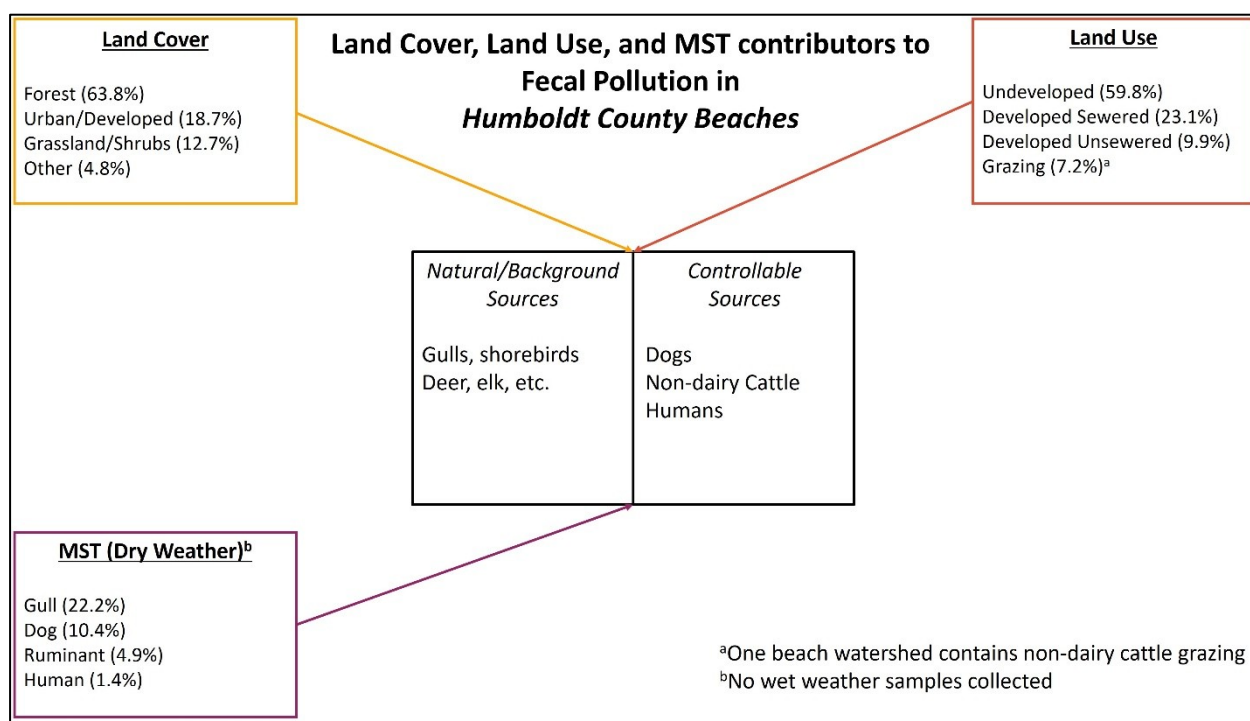 Land Cover, Land Use, and MST contributors to
Fecal Pollution in
Humboldt County Beaches
Land Cover
Forest (63.8%)
Urban/Developed (18.7%)
Grassland/Shrubs (12.7%)
Other (4.8%)
Land Use
Undeveloped (59.8%)
Developed Sewered (23.1%)
Developed Unsewered (9.9%)
Grazing (7.2%)ᵃ
Natural/Background
Sources
Gulls, shorebirds
Deer, elk, etc.
Controllable
Sources
Dogs
Non-dairy Cattle
Humans
MST (Dry Weather)ᵇ
Gull (22.2%)
Dog (10.4%)
Ruminant (4.9%)
Human (1.4%)
ᵃOne beach watershed contains non-dairy cattle grazing
ᵇNo wet weather samples collected